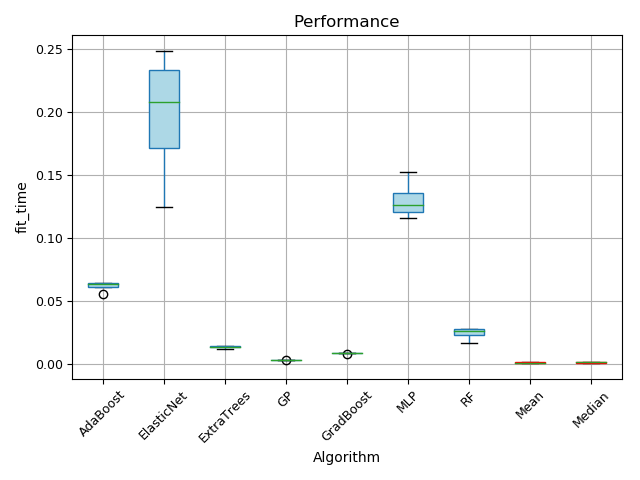 Performance
fit_time
0.25
0.20
0.15
0.10
0.05
0.00
AdaBoost
ElasticNet
ExtraTrees
GP
GradBoost
MLP
RF
Mean
Median
Algorithm